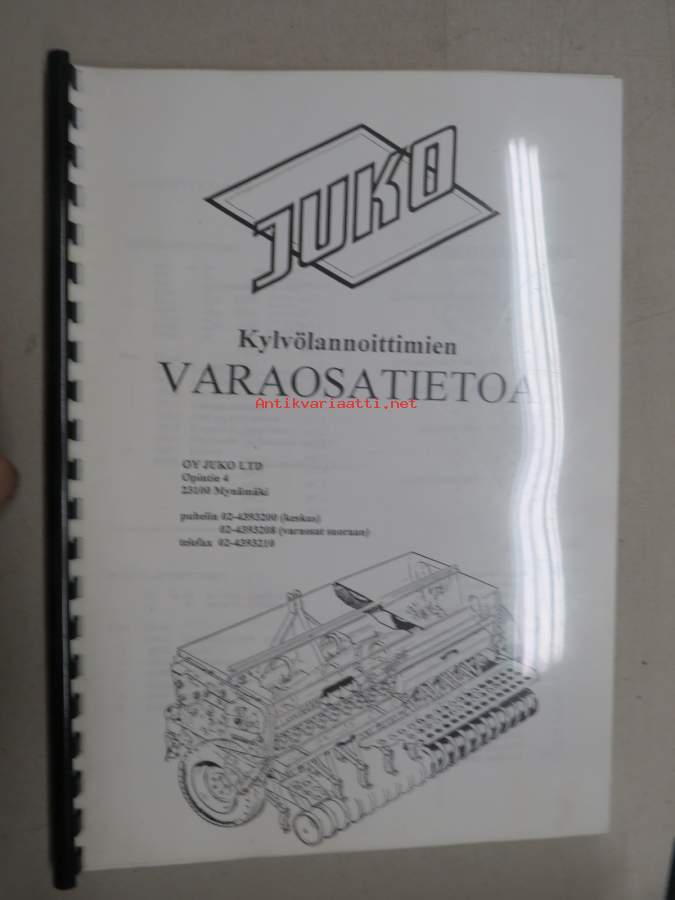 JUKO
Kylvölannoittimien
VARAOSATIETOA
Antikvariaatti.net
OY JUKO LTD
Opintie 4
23100 Mynämäki
puhelin 02-4393200 (keskus)
02-4393208 (varaosat suoraan)
telefax 02-4393210